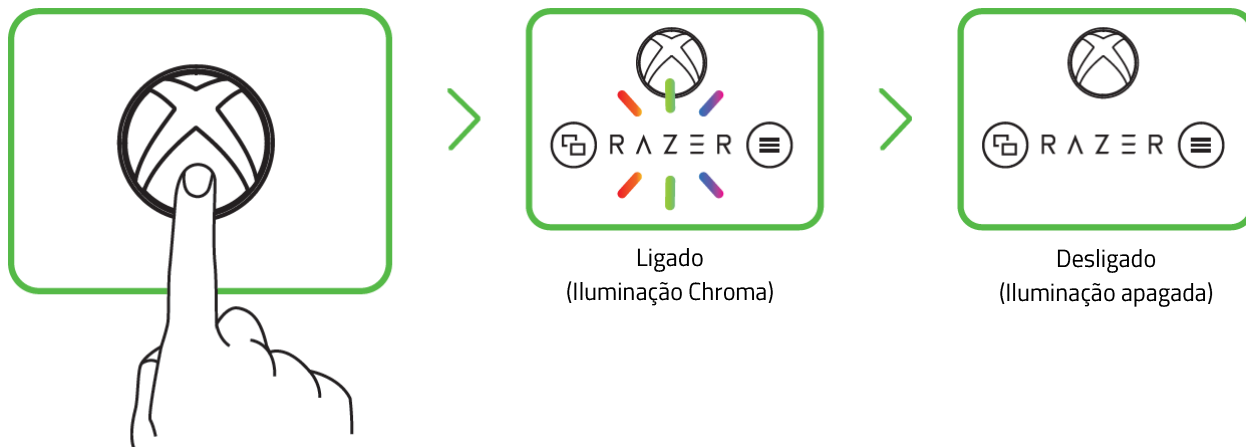 RAZER
RAZER
Ligado
(Iluminação Chroma)
Desligado
(Iluminação apagada)